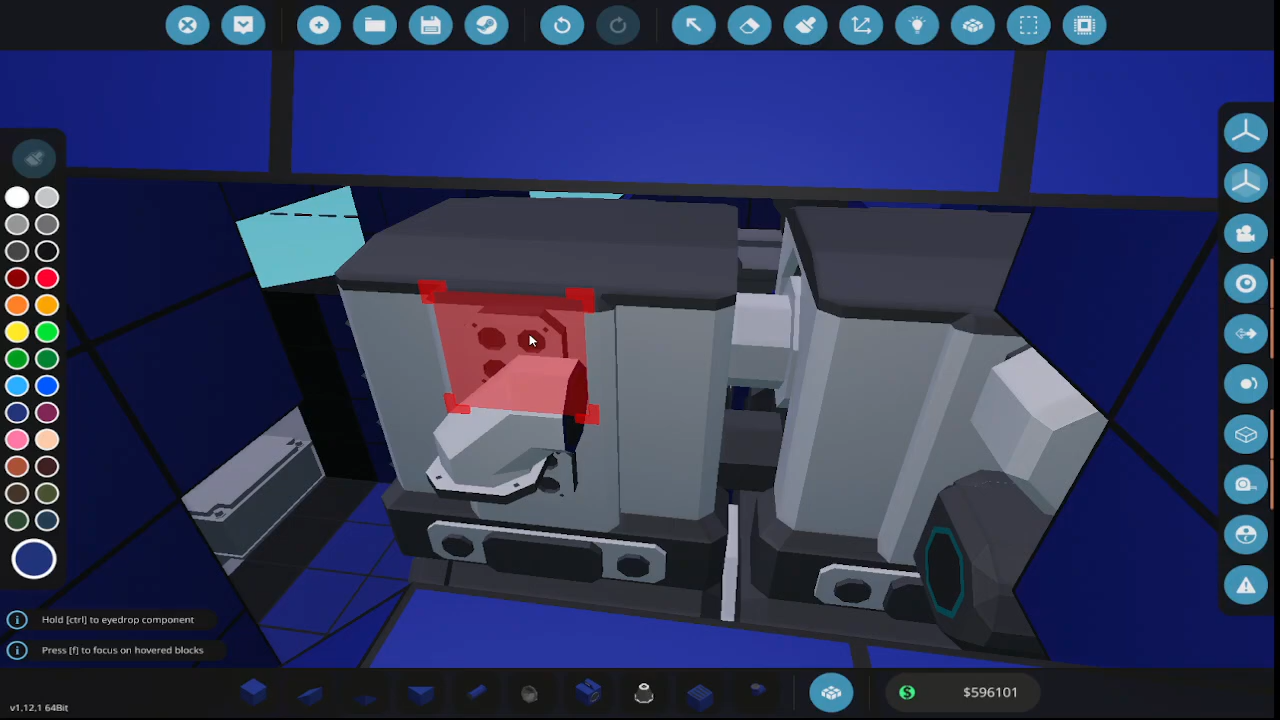 Hold [ctrl] to eyedrop component
Press [f] to focus on hovered blocks
$596101
v1.12.1 64Bit